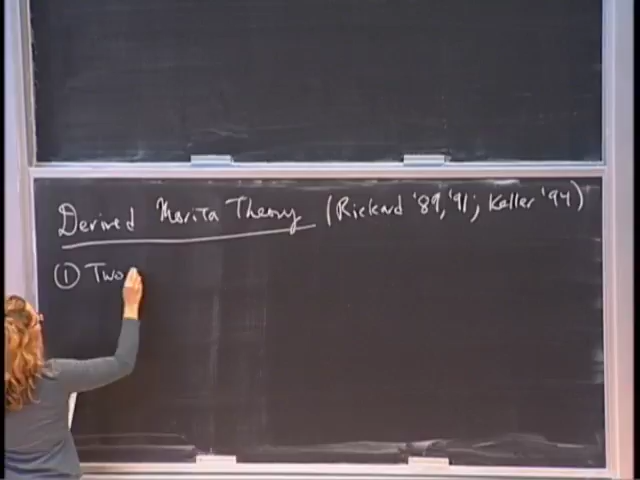 Derived Morita Theory (Rickard '89,'91; Keller '94)
① Two